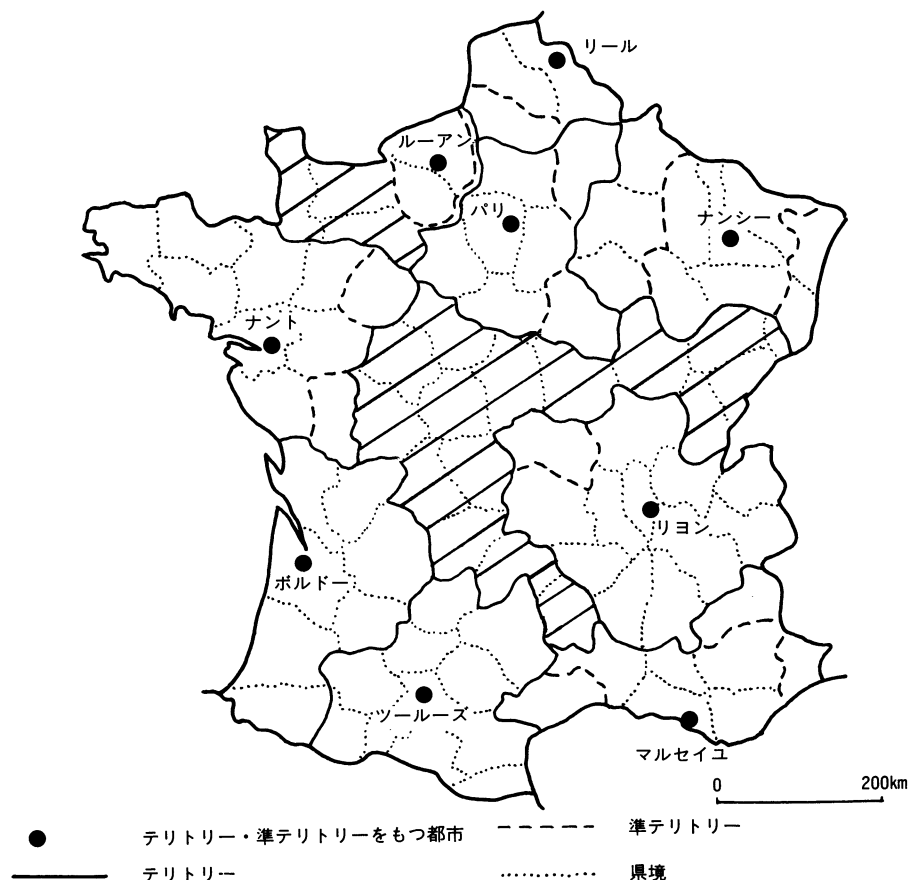 リール
ルーアン
パリ
ナンシー
ナント
リヨン
ボルドー
ツールーズ
マルセイユ
0 200km
テリトリー・準テリトリーをもつ都市
準テリトリー
テリトリー
県境